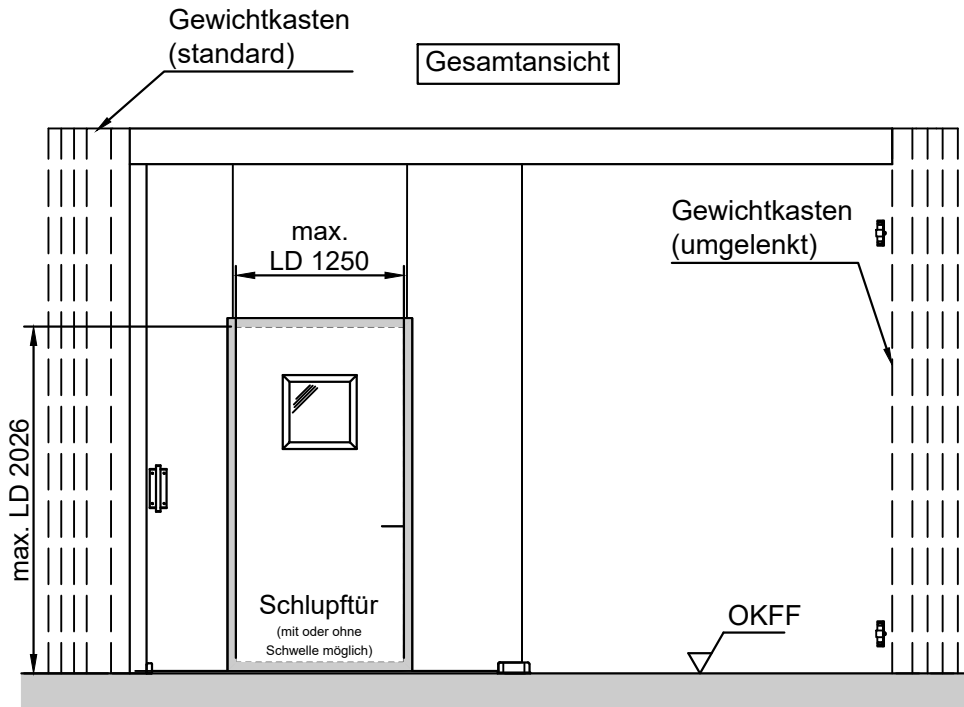 Gewichtkasten
(standard)
Gesamtansicht
Gewichtkasten
(umgelenkt)
max.
LD 1250
max. LD 2026
Schlupftür
(mit oder ohne
Schwelle möglich)
OKFF